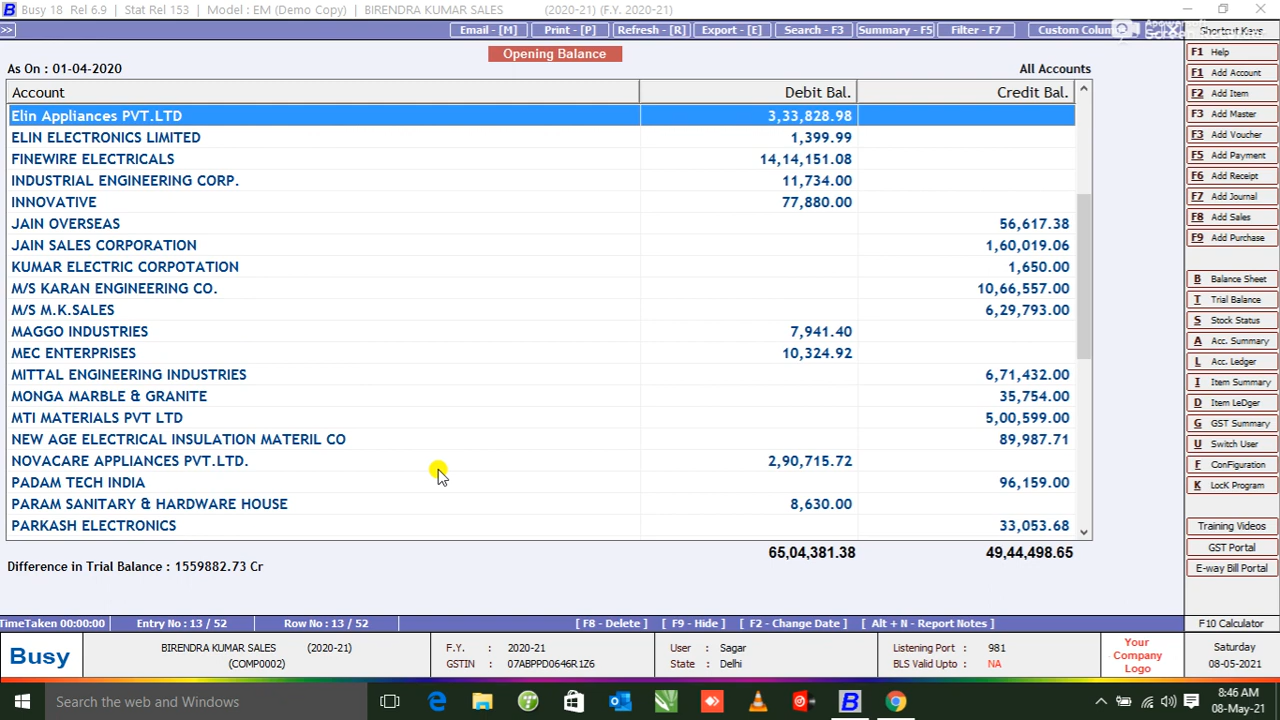 Busy 18 Rel 6.9 | Stat Rel 153 | Model : EM (Demo Copy) | BIRENDRA KUMAR SALES (2020-21) (F.Y. 2020-21)
>> Email - [M] Print - [P] Refresh - [R] Export - [E] Search - F3 Summary - F5 Filter - F7 Custom Colum
Shortcut Keys
Opening Balance
As On : 01-04-2020 All Accounts
Account Debit Bal. Credit Bal.
Elin Appliances PVT.LTD 3,33,828.98
ELIN ELECTRONICS LIMITED 1,399.99
FINEWIRE ELECTRICALS 14,14,151.08
INDUSTRIAL ENGINEERING CORP. 11,734.00
INNOVATIVE 77,880.00
JAIN OVERSEAS 56,617.38
JAIN SALES CORPORATION 1,60,019.06
KUMAR ELECTRIC CORPOTATION 1,650.00
M/S KARAN ENGINEERING CO. 10,66,557.00
M/S M.K.SALES 6,29,793.00
MAGGO INDUSTRIES 7,941.40
MEC ENTERPRISES 10,324.92
MITTAL ENGINEERING INDUSTRIES 6,71,432.00
MONGA MARBLE & GRANITE 35,754.00
MTI MATERIALS PVT LTD 5,00,599.00
NEW AGE ELECTRICAL INSULATION MATERIL CO 89,987.71
NOVACARE APPLIANCES PVT.LTD. 2,90,715.72
PADAM TECH INDIA 96,159.00
PARAM SANITARY & HARDWARE HOUSE 8,630.00
PARKASH ELECTRONICS 33,053.68
65,04,381.38 49,44,498.65
Difference in Trial Balance : 1559882.73 Cr
F1 Help
F1 Add Account
F2 Add Item
F3 Add Master
F3 Add Voucher
F5 Add Payment
F6 Add Receipt
F7 Add Journal
F8 Add Sales
F9 Add Purchase
B Balance Sheet
T Trial Balance
S Stock Status
A Acc. Summary
L Acc. Ledger
I Item Summary
D Item LeDger
G GST Summary
U Switch User
F ConFiguration
K LocK Program
Training Videos
GST Portal
E-way Bill Portal
TimeTaken 00:00:00 Entry No : 13 / 52 Row No : 13 / 52 [ F8 - Delete ] [ F9 - Hide ] [ F2 - Change Date ] [ Alt + N - Report Notes ] F10 Calculator
Busy
BIRENDRA KUMAR SALES (2020-21)
(COMP0002)
F.Y. : 2020-21
GSTIN : 07ABPPD0646R1Z6
User : Sagar
State : Delhi
Listening Port : 981
BLS Valid Upto : NA
Your
Company
Logo
Saturday
08-05-2021
Search the web and Windows
8:46 AM
08-May-21